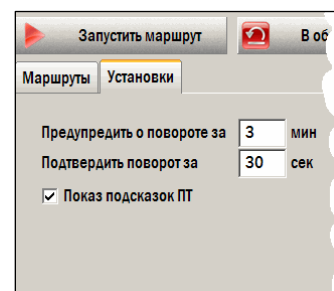 Запустить маршрут В об
Маршруты Установки
Предупредить о повороте за 3 мин
Подтвердить поворот за 30 сек
Показ подсказок ПТ